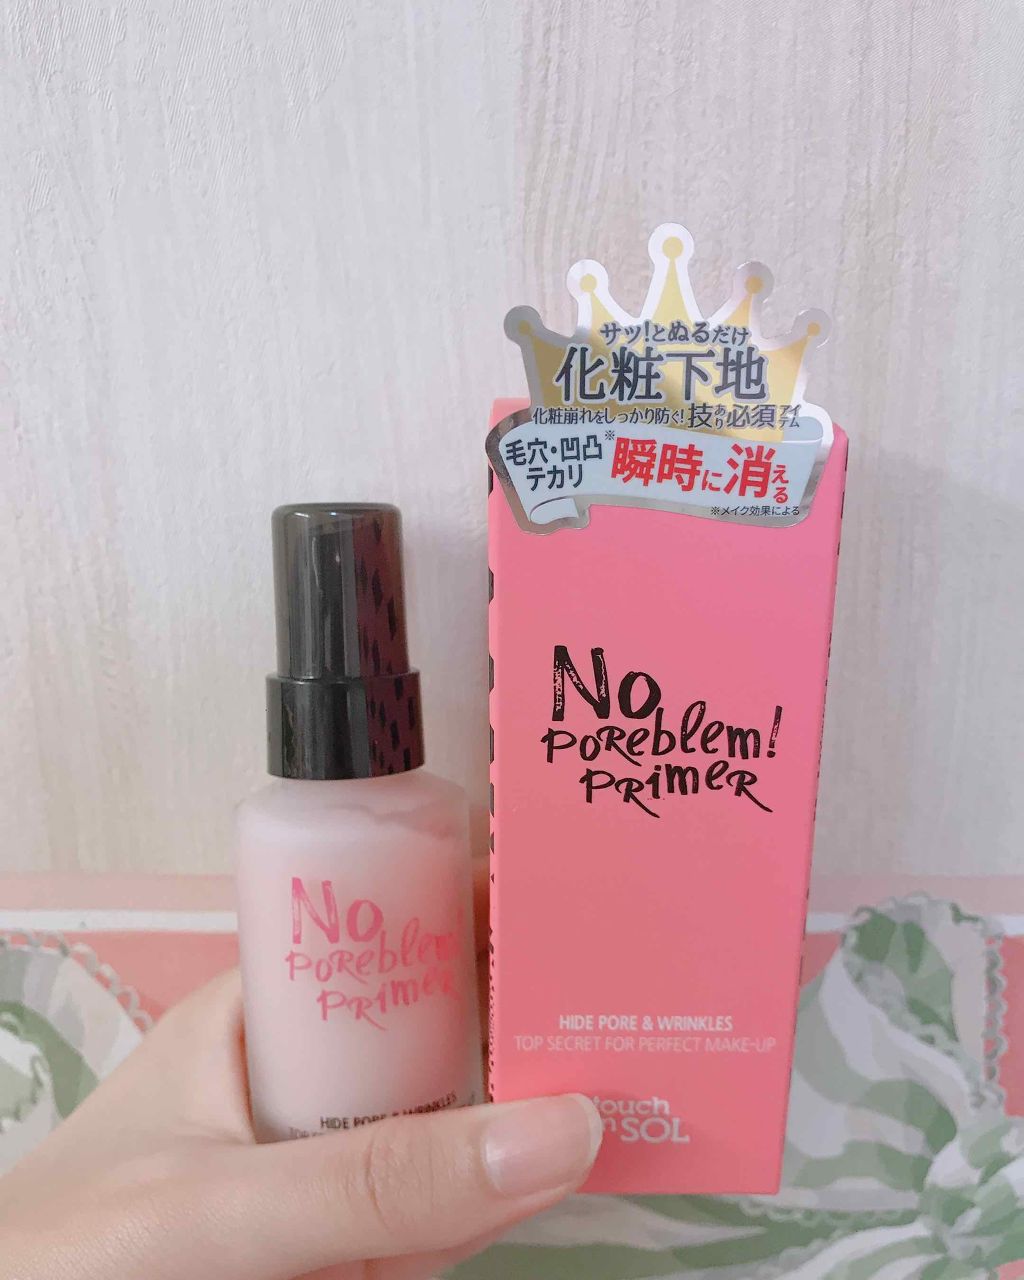 サッ!とぬるだけ
化粧下地
化粧崩れをしっかり防ぐ!技あり必須アイテム
毛穴・凹凸
テカリ
※瞬時に消える
※メイク効果による
No
POREblem!
PRimeR
HIDE PORE & WRINKLES
TOP SECRET FOR PERFECT MAKE-UP
touch
SOL
No
POREblem!
PRimeR
HIDE PORE & WRINKLES